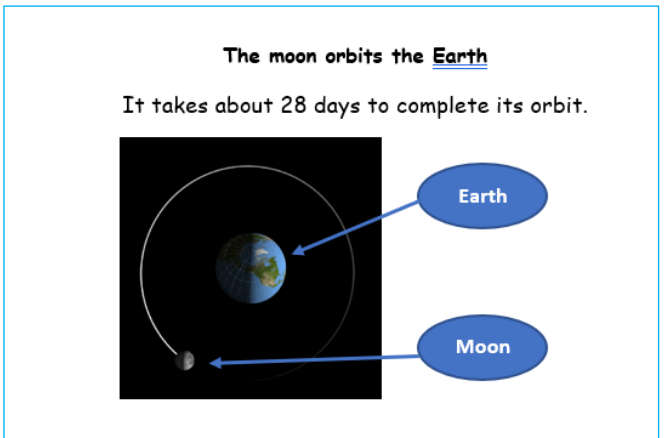 The moon orbits the Earth
It takes about 28 days to complete its orbit.
Earth
Moon